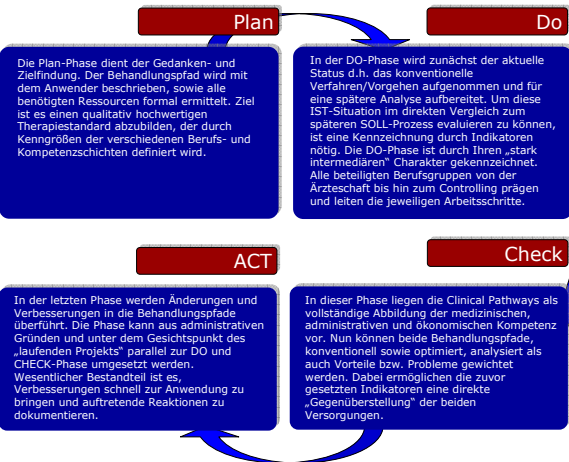 Plan
Die Plan-Phase dient der Gedanken- und
Zielfindung. Der Behandlungspfad wird mit
dem Anwender beschrieben, sowie alle
benötigten Ressourcen formal ermittelt. Ziel
ist es einen qualitativ hochwertigen
Therapiestandard abzubilden, der durch
Kenngrößen der verschiedenen Berufs- und
Kompetenzschichten definiert wird.
Do
In der DO-Phase wird zunächst der aktuelle
Status d.h. das konventionelle
Verfahren/Vorgehen aufgenommen und für
eine spätere Analyse aufbereitet. Um diese
IST-Situation im direkten Vergleich zum
späteren SOLL-Prozess evaluieren zu können,
ist eine Kennzeichnung durch Indikatoren
nötig. Die DO-Phase ist durch Ihren „stark
intermediären“ Charakter gekennzeichnet.
Alle beteiligten Berufsgruppen von der
Ärzteschaft bis hin zum Controlling prägen
und leiten die jeweiligen Arbeitsschritte.
ACT
In der letzten Phase werden Änderungen und
Verbesserungen in die Behandlungspfade
überführt. Die Phase kann aus administrativen
Gründen und unter dem Gesichtspunkt des
„laufenden Projekts“ parallel zur DO und
CHECK-Phase umgesetzt werden.
Wesentlicher Bestandteil ist es,
Verbesserungen schnell zur Anwendung zu
bringen und auftretende Reaktionen zu
dokumentieren.
Check
In dieser Phase liegen die Clinical Pathways als
vollständige Abbildung der medizinischen,
administrativen und ökonomischen Kompetenz
vor. Nun können beide Behandlungspfade,
konventionell sowie optimiert, analysiert als
auch Vorteile bzw. Probleme gewichtet
werden. Dabei ermöglichen die zuvor
gesetzten Indikatoren eine direkte
„Gegenüberstellung“ der beiden
Versorgungen.